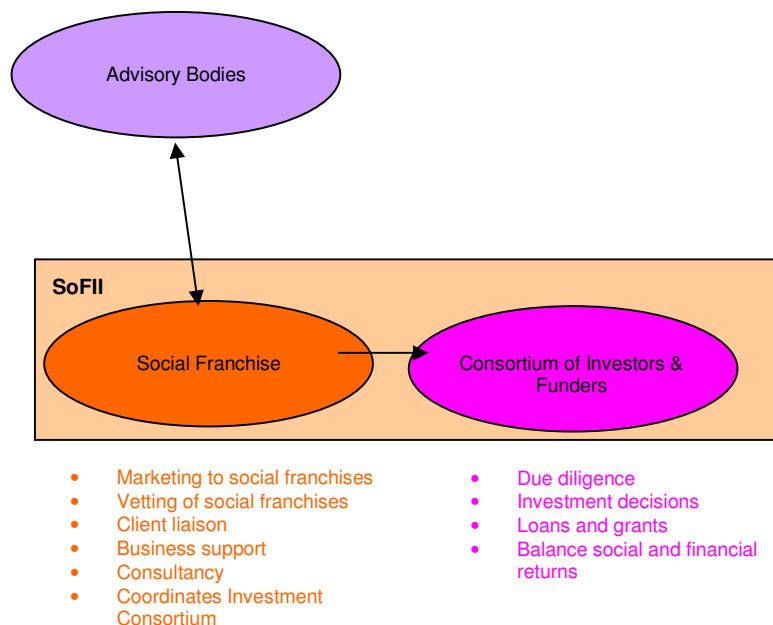 Advisory Bodies
SoFII
Social Franchise
Consortium of Investors &
Funders
• Marketing to social franchises
• Vetting of social franchises
• Client liaison
• Business support
• Consultancy
• Coordinates Investment
Consortium
• Due diligence
• Investment decisions
• Loans and grants
• Balance social and financial
returns